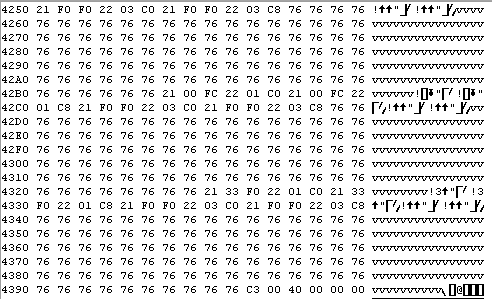 4250 21 F0 F0 22 03 C0 21 F0 F0 22 03 C8 76 76 76 76 vvvv
4260 76 76 76 76 76 76 76 76 76 76 76 76 76 76 76 76 vvvvvvvvvvvvvvvv
4270 76 76 76 76 76 76 76 76 76 76 76 76 76 76 76 76 vvvvvvvvvvvvvvvv
4280 76 76 76 76 76 76 76 76 76 76 76 76 76 76 76 76 vvvvvvvvvvvvvvvv
4290 76 76 76 76 76 76 76 76 76 76 76 76 76 76 76 76 vvvvvvvvvvvvvvvv
42A0 76 76 76 76 76 76 76 76 76 76 76 76 76 76 76 76 vvvvvvvvvvvvvvvv
42B0 76 76 76 76 76 76 21 00 FC 22 01 C0 21 00 FC 22 vvvvvv
42C0 01 C8 21 F0 F0 22 03 C0 21 F0 F0 22 03 C8 76 76 vv
42D0 76 76 76 76 76 76 76 76 76 76 76 76 76 76 76 76 vvvvvvvvvvvvvvvv
42E0 76 76 76 76 76 76 76 76 76 76 76 76 76 76 76 76 vvvvvvvvvvvvvvvv
42F0 76 76 76 76 76 76 76 76 76 76 76 76 76 76 76 76 vvvvvvvvvvvvvvvv
4300 76 76 76 76 76 76 76 76 76 76 76 76 76 76 76 76 vvvvvvvvvvvvvvvv
4310 76 76 76 76 76 76 76 76 76 76 76 76 76 76 76 76 vvvvvvvvvvvvvvvv
4320 76 76 76 76 76 76 76 76 21 33 F0 22 01 C0 21 33 vvvvvvvv
4330 F0 22 01 C8 21 F0 F0 22 03 C0 21 F0 F0 22 03 C8
4340 76 76 76 76 76 76 76 76 76 76 76 76 76 76 76 76 vvvvvvvvvvvvvvvv
4350 76 76 76 76 76 76 76 76 76 76 76 76 76 76 76 76 vvvvvvvvvvvvvvvv
4360 76 76 76 76 76 76 76 76 76 76 76 76 76 76 76 76 vvvvvvvvvvvvvvvv
4370 76 76 76 76 76 76 76 76 76 76 76 76 76 76 76 76 vvvvvvvvvvvvvvvv
4380 76 76 76 76 76 76 76 76 76 76 76 76 76 76 76 76 vvvvvvvvvvvvvvvv
4390 76 76 76 76 76 76 76 76 76 76 C3 00 40 00 00 00 vvvvvvvvvv